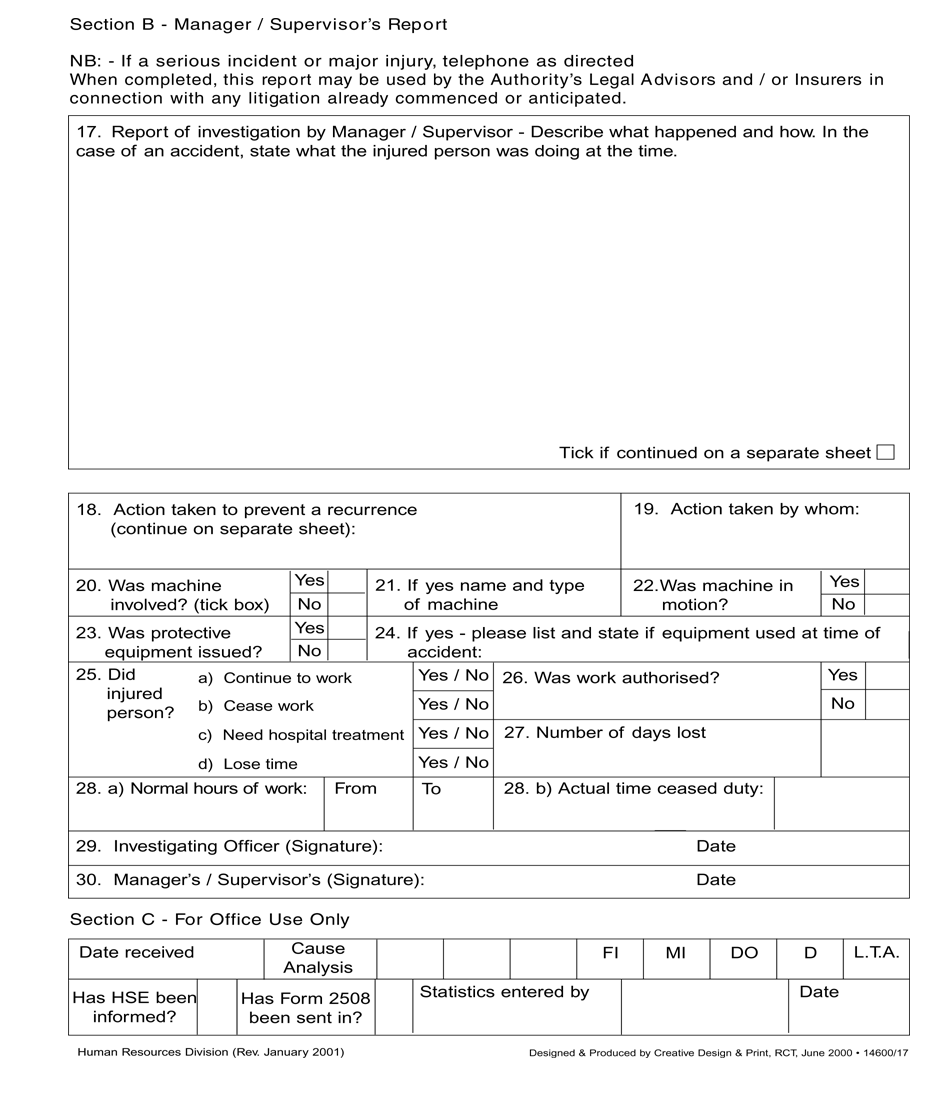 Section B - Manager / Supervisor's Report
NB: - If a serious incident or major injury, telephone as directed
When completed, this report may be used by the Authority's Legal Advisors and / or Insurers in
connection with any litigation already commenced or anticipated.
17. Report of investigation by Manager / Supervisor - Describe what happened and how. In the
case of an accident, state what the injured person was doing at the time.
Tick if continued on a separate sheet
18. Action taken to prevent a recurrence
(continue on separate sheet):
19. Action taken by whom:
20. Was machine
involved? (tick box)
Yes
No
21. If yes name and type
of machine
22.Was machine in
motion?
Yes
No
23. Was protective
equipment issued?
Yes
No
24. If yes - please list and state if equipment used at time of
accident:
25. Did
injured
person?
a) Continue to work
Yes / No
b) Cease work
Yes / No
c) Need hospital treatment
Yes / No
d) Lose time
Yes / No
26. Was work authorised?
Yes
No
27. Number of days lost
28. a) Normal hours of work:
From
To
28. b) Actual time ceased duty:
29. Investigating Officer (Signature):
Date
30. Manager's / Supervisor's (Signature):
Date
Section C - For Office Use Only
Date received
Cause
Analysis
FI
MI
DO
D
L.T.A.
Has HSE been
informed?
Has Form 2508
been sent in?
Statistics entered by
Date
Human Resources Division (Rev. January 2001)
Designed & Produced by Creative Design & Print, RCT, June 2000 • 14600/17